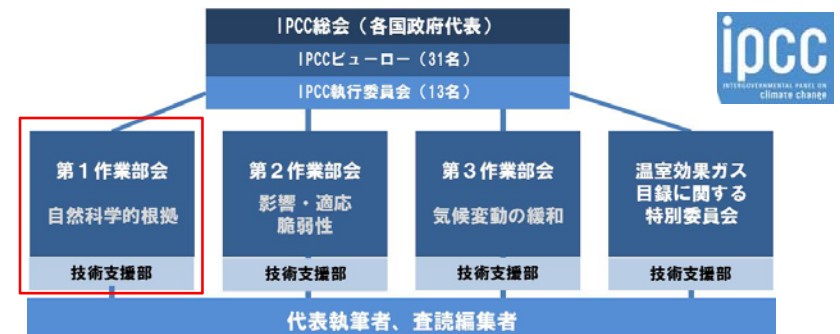 IPCC総会（各国政府代表）
IPCCビューロー（31名）
IPCC執行委員会（13名）
ipcc
INTERGOVERNMENTAL PANEL ON
climate change
第1作業部会
自然科学的根拠
技術支援部
第2作業部会
影響・適応
脆弱性
技術支援部
第3作業部会
気候変動の緩和
技術支援部
温室効果ガス
目録に関する
特別委員会
技術支援部
代表執筆者、査読編集者